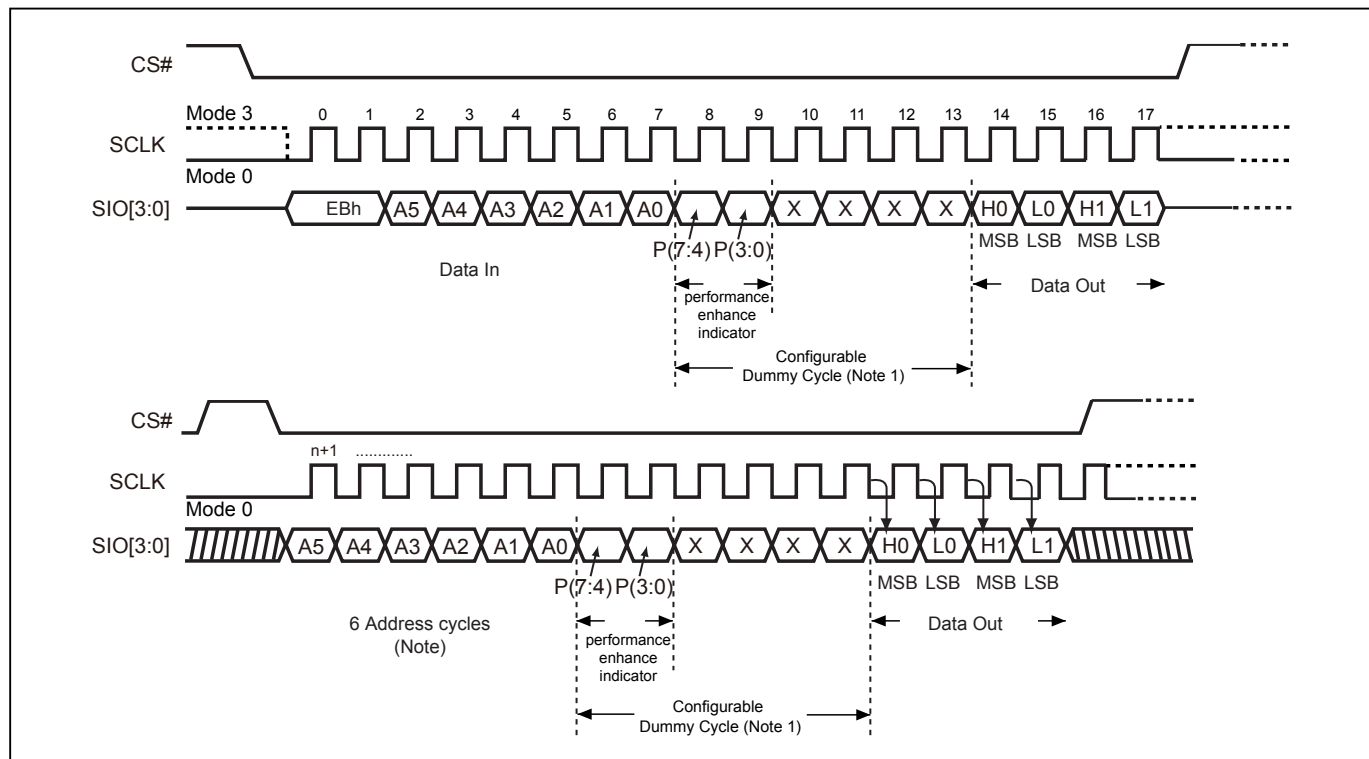 CS#
Mode 3
0 1 2 3 4 5 6 7 8 9 10 11 12 13 14 15 16 17
SCLK
Mode 0
SIO[3:0] EBh A5 A4 A3 A2 A1 A0 X X X X H0 L0 H1 L1
P(7:4) P(3:0) MSB LSB MSB LSB
Data In
performance
enhance
indicator
Data Out
Configurable
Dummy Cycle (Note 1)
CS#
n+1 .............
SCLK
Mode 0
SIO[3:0] A5 A4 A3 A2 A1 A0 X X X X H0 L0 H1 L1
P(7:4) P(3:0) MSB LSB MSB LSB
6 Address cycles
(Note)
performance
enhance
indicator
Data Out
Configurable
Dummy Cycle (Note 1)